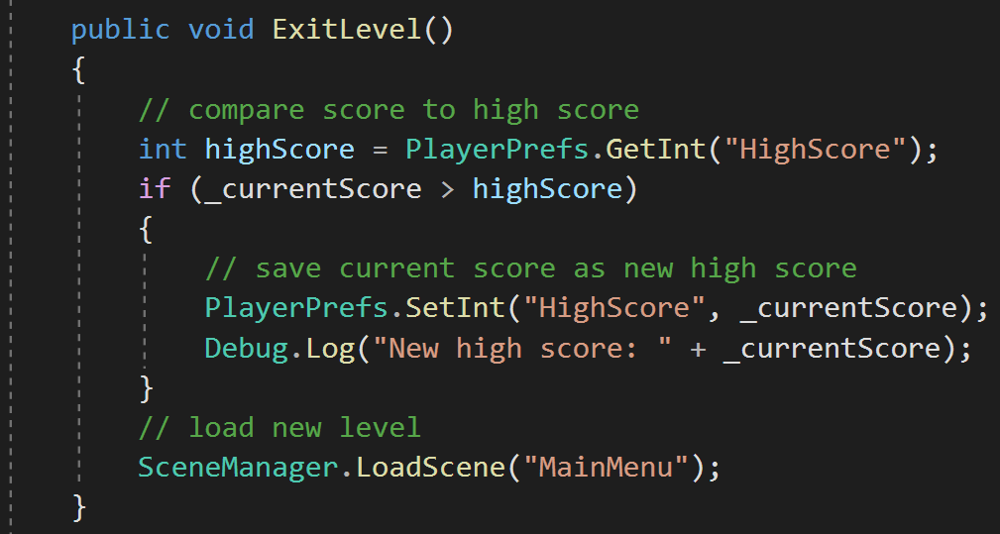 public void ExitLevel()
{
// compare score to high score
int highScore = PlayerPrefs.GetInt("HighScore");
if (_currentScore > highScore)
{
// save current score as new high score
PlayerPrefs.SetInt("HighScore", _currentScore);
Debug.Log("New high score: " + _currentScore);
}
// load new level
SceneManager.LoadScene("MainMenu");
}